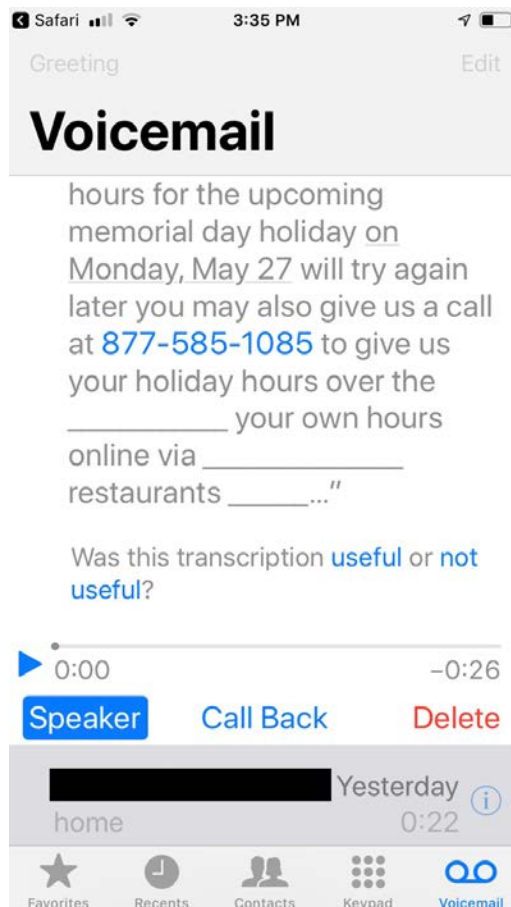 Safari 3:35 PM
Greeting Edit
Voicemail
hours for the upcoming
memorial day holiday on
Monday, May 27 will try again
later you may also give us a call
at 877-585-1085 to give us
your holiday hours over the
____________ your own hours
online via _______________
restaurants ______..."
Was this transcription useful or not
useful?
0:00 −0:26
Speaker Call Back Delete
Yesterday
home 0:22
Favorites Recents Contacts Keypad Voicemail